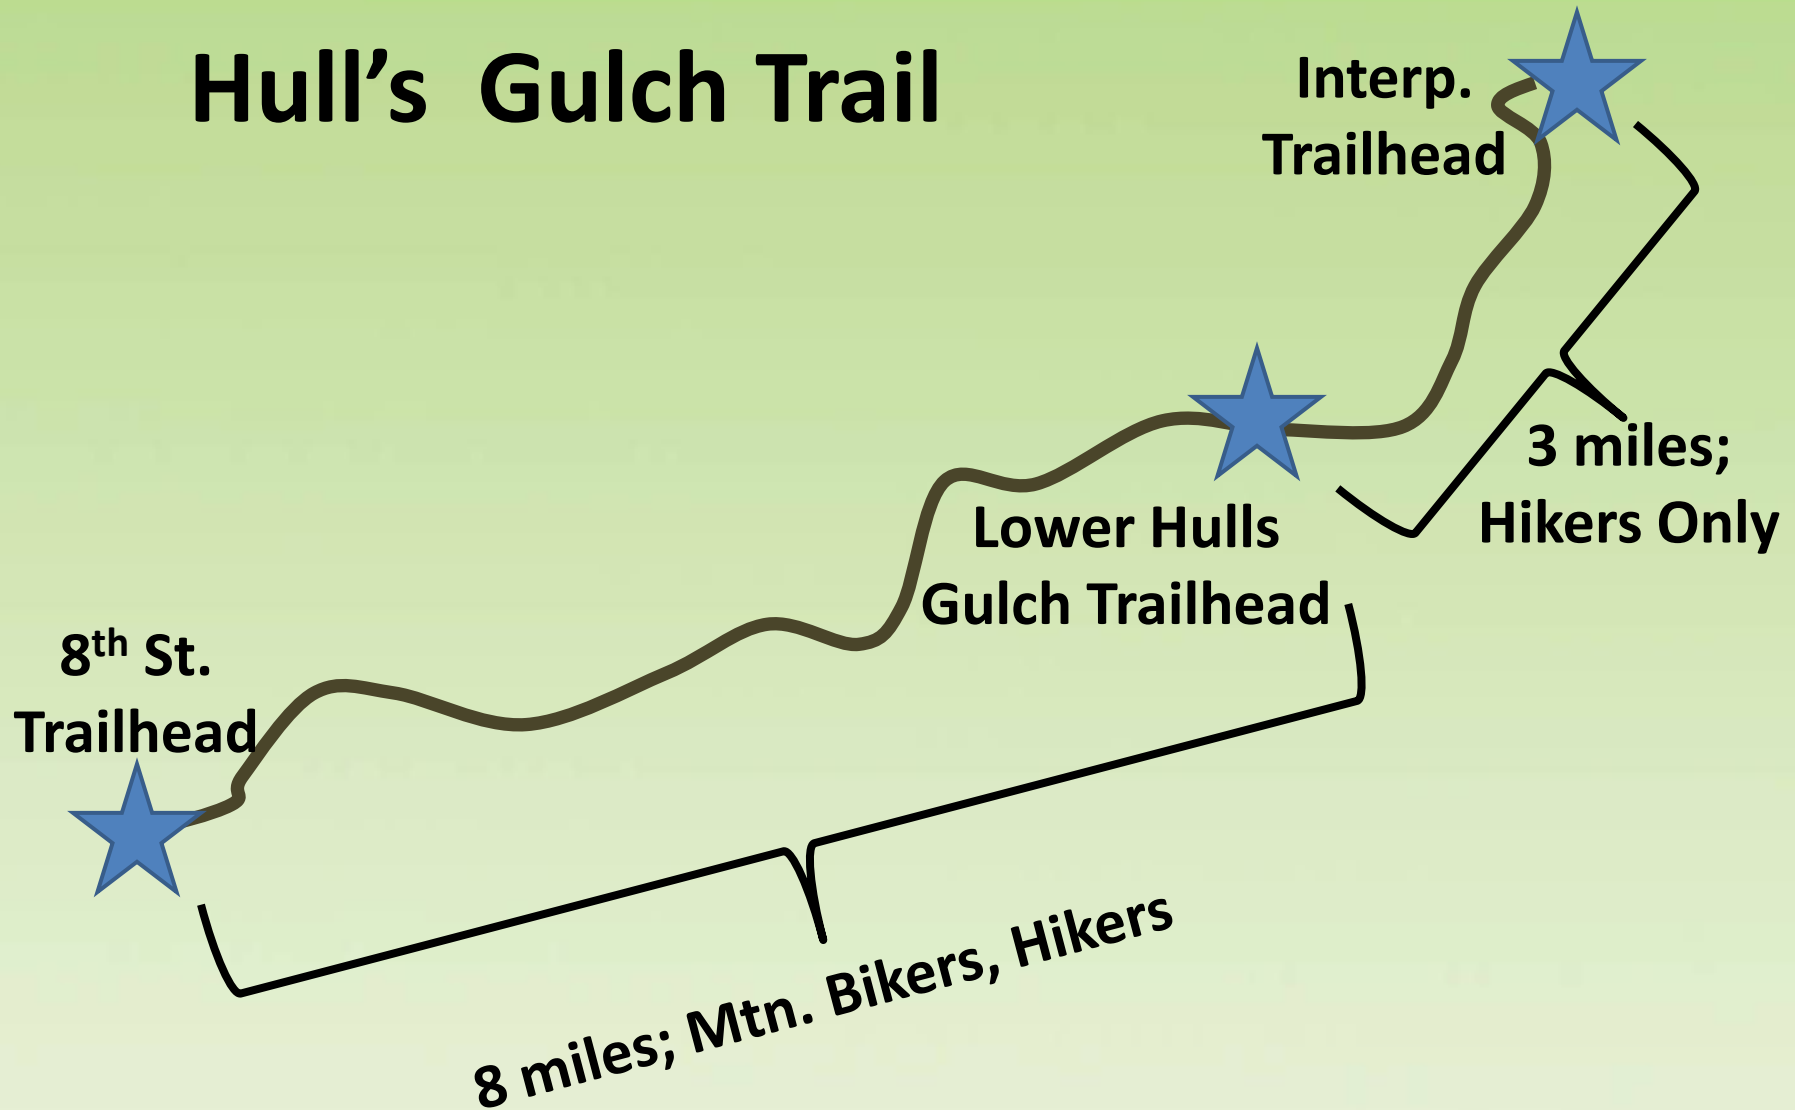 Hull’s  Gulch Trail
Interp.
Trailhead
3 miles;
Hikers Only
Lower Hulls
Gulch Trailhead
8th St.
Trailhead
8 miles; Mtn. Bikers, Hikers